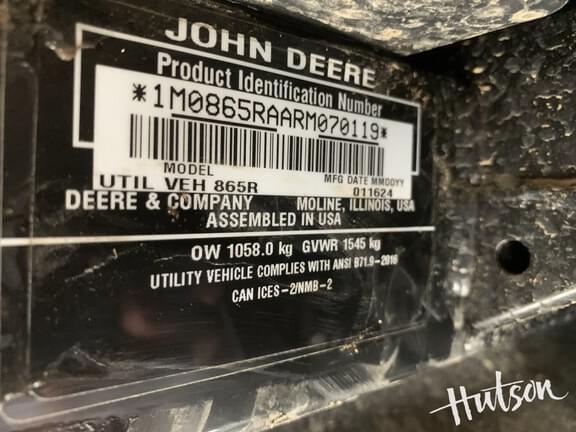 JOHN DEERE
Product Identification Number
*1M0865RAARM070119*
MODEL MFG DATE MMDDYY
UTIL VEH 865R 011624
DEERE & COMPANY MOLINE, ILLINOIS, USA
ASSEMBLED IN USA
OW 1058.0 kg GVWR 1545 kg
UTILITY VEHICLE COMPLIES WITH ANSI B71.9-2016
CAN ICES-2/NMB-2
Hutson